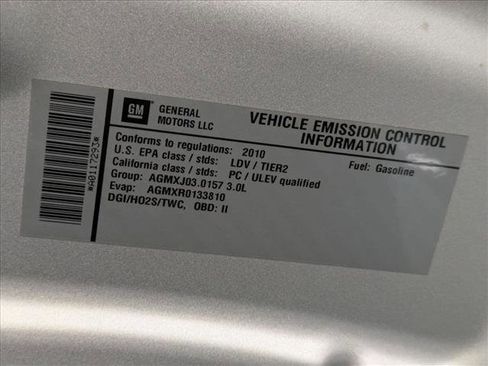 GM
GENERAL
MOTORS LLC
VEHICLE EMISSION CONTROL
INFORMATION
Conforms to regulations: 2010
Fuel: Gasoline
U.S. EPA class / stds: LDV / TIER2
California class / stds: PC / ULEV qualified
Group: AGMXJ03.0157 3.0L
Evap: AGMXR0133810
DGI/HO2S/TWC, OBD: II
*A0117293*